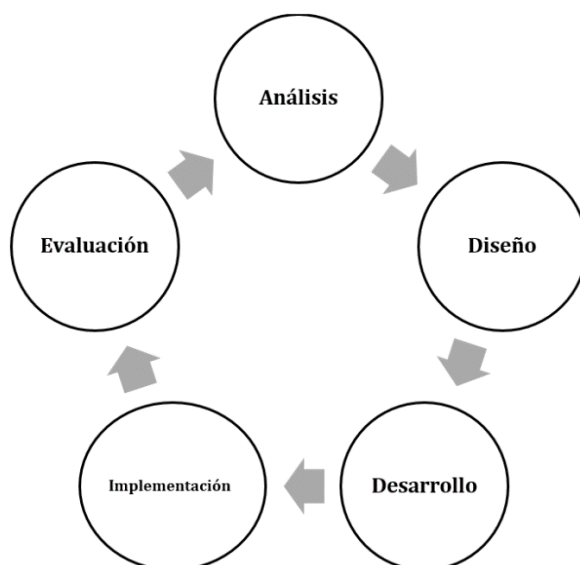 Análisis
Diseño
Desarrollo
Implementación
Evaluación